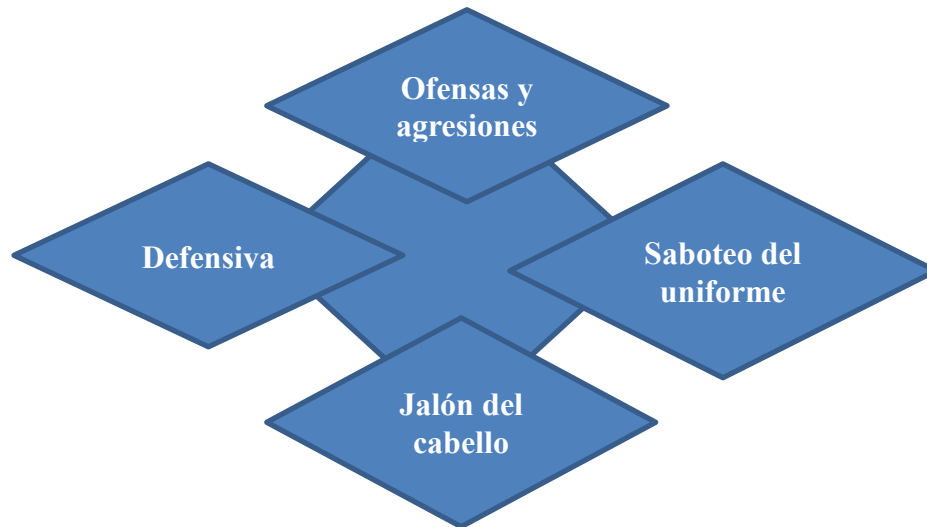 Ofensas y
agresiones
Defensiva
Saboteo del
uniforme
Jalón del
cabello